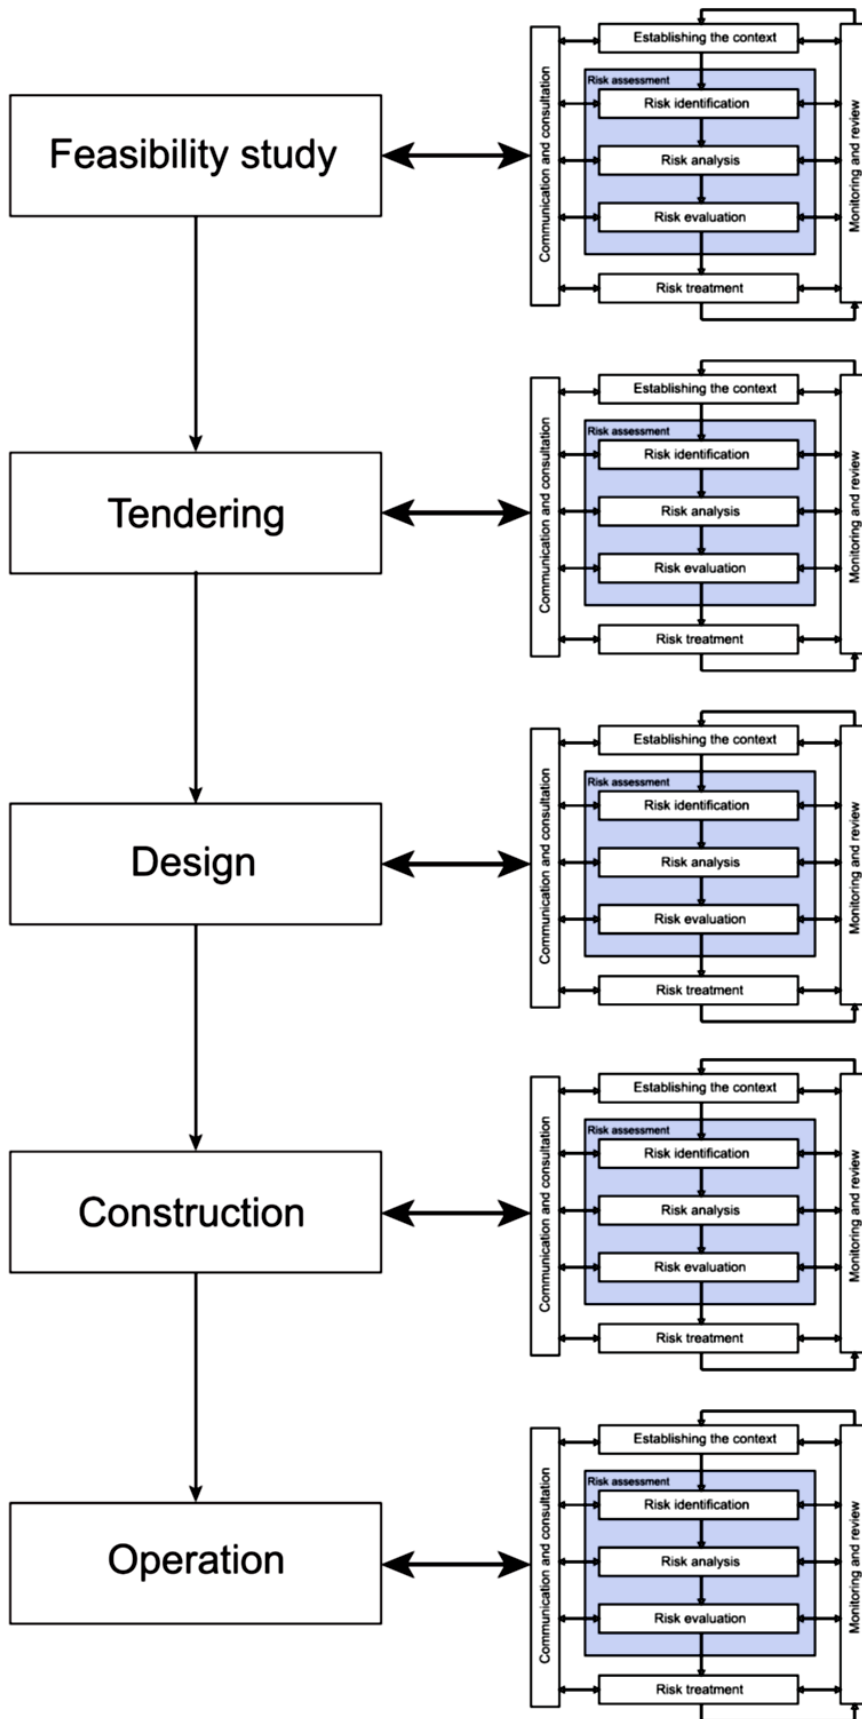 Feasibility study
Communication and consultation
Establishing the context
Risk assessment
Risk identification
Risk analysis
Risk evaluation
Risk treatment
Monitoring and review
Tendering
Communication and consultation
Establishing the context
Risk assessment
Risk identification
Risk analysis
Risk evaluation
Risk treatment
Monitoring and review
Design
Communication and consultation
Establishing the context
Risk assessment
Risk identification
Risk analysis
Risk evaluation
Risk treatment
Monitoring and review
Construction
Communication and consultation
Establishing the context
Risk assessment
Risk identification
Risk analysis
Risk evaluation
Risk treatment
Monitoring and review
Operation
Communication and consultation
Establishing the context
Risk assessment
Risk identification
Risk analysis
Risk evaluation
Risk treatment
Monitoring and review